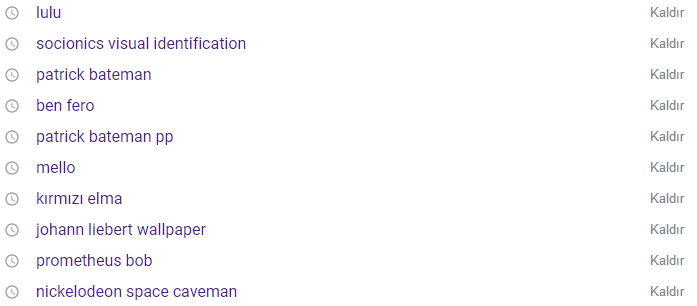 lulu Kaldır
socionics visual identification Kaldır
patrick bateman Kaldır
ben fero Kaldır
patrick bateman pp Kaldır
mello Kaldır
kırmızı elma Kaldır
johann liebert wallpaper Kaldır
prometheus bob Kaldır
nickelodeon space caveman Kaldır